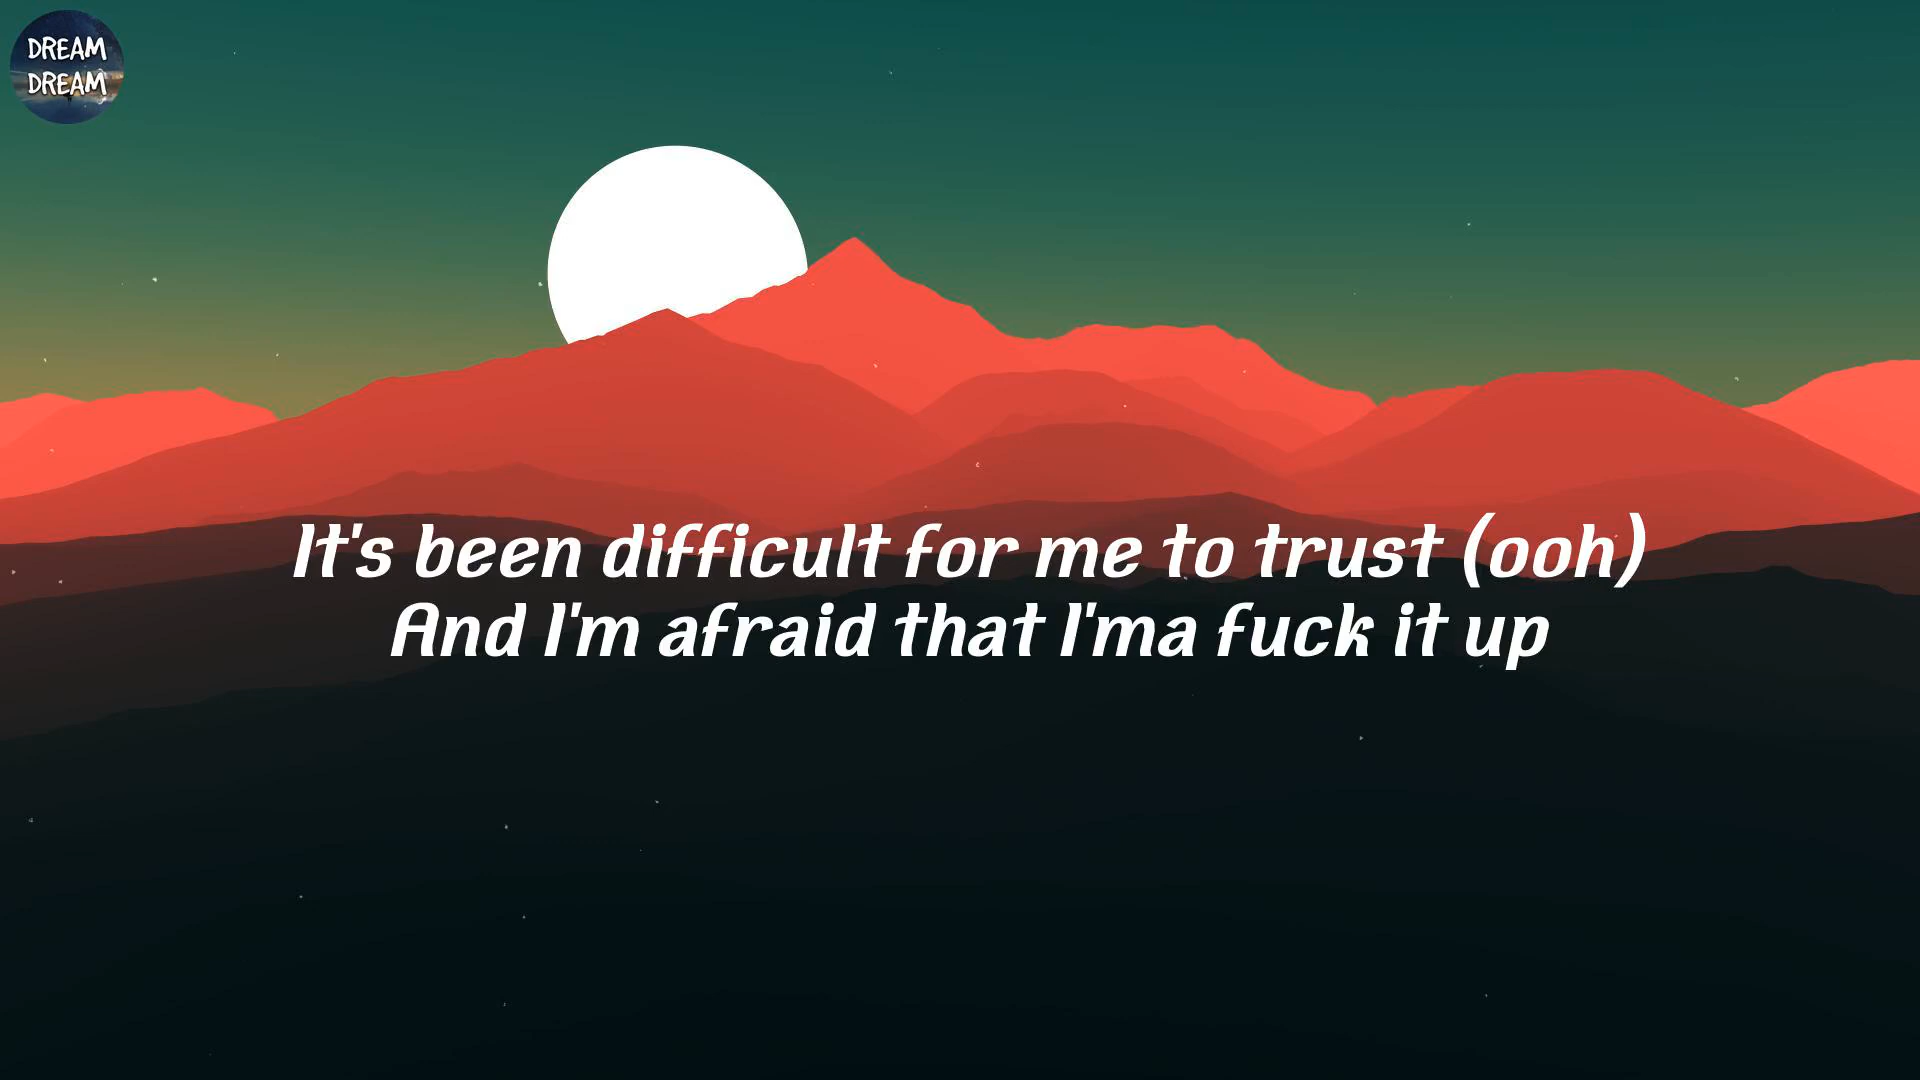 DREAM
DREAM
It's been difficult for me to trust (ooh)
And I'm afraid that I'ma fuck it up